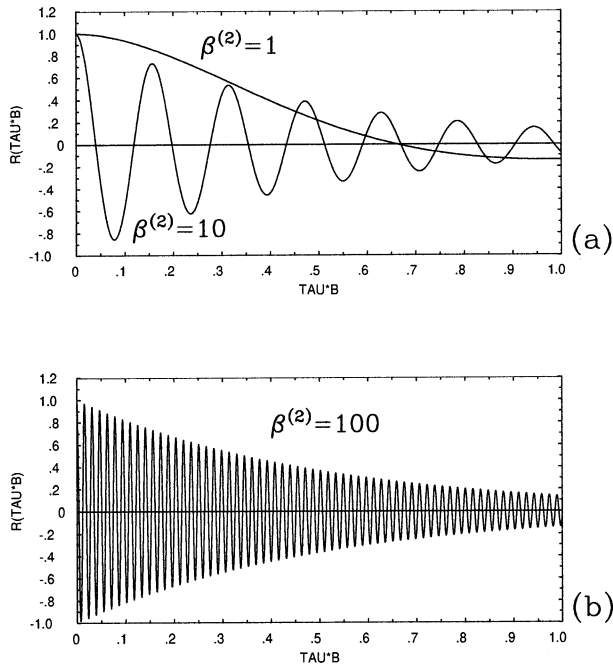 1.2
1.0
.8
.6
.4
.2
0
-.2
-.4
-.6
-.8
-1.0
R(TAU*B)
β(2)=1
β(2)=10
0 .1 .2 .3 .4 .5 .6 .7 .8 .9 1.0
TAU*B
(a)
1.2
1.0
.8
.6
.4
.2
0
-.2
-.4
-.6
-.8
-1.0
R(TAU*B)
β(2)=100
0 .1 .2 .3 .4 .5 .6 .7 .8 .9 1.0
TAU*B
(b)